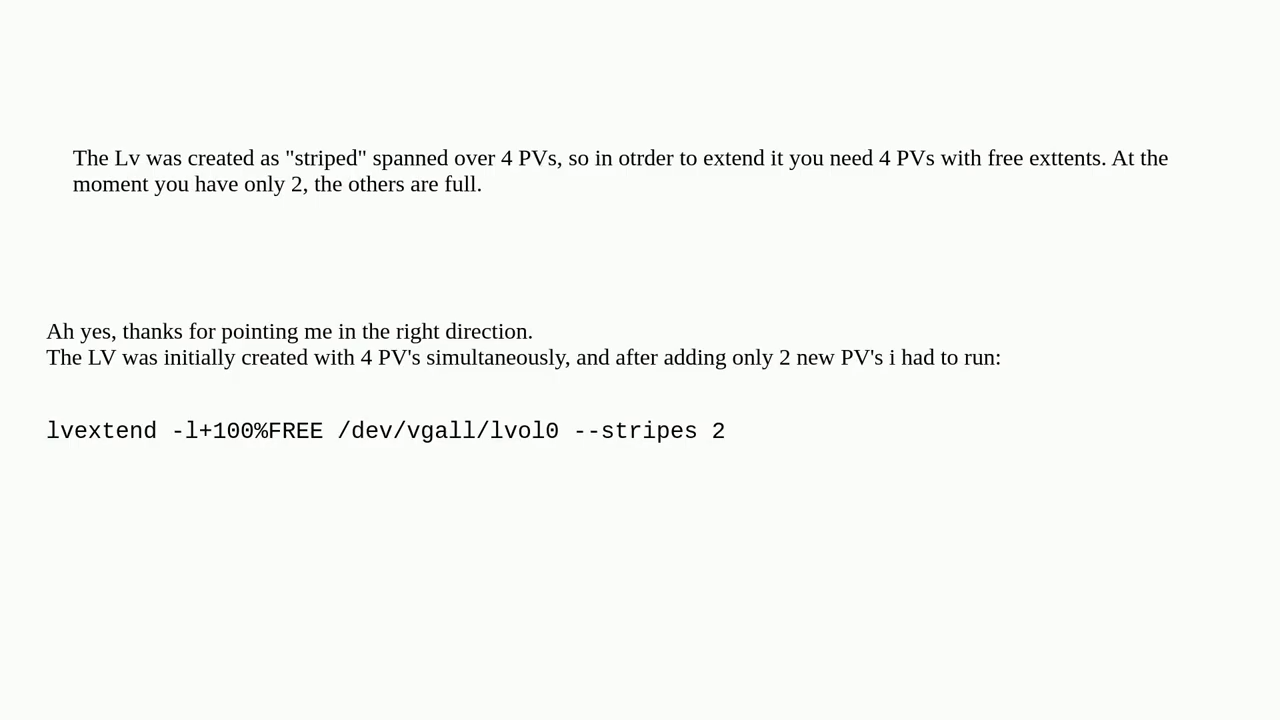 The Lv was created as "striped" spanned over 4 PVs, so in otrder to extend it you need 4 PVs with free exttents. At the
moment you have only 2, the others are full.
Ah yes, thanks for pointing me in the right direction.
The LV was initially created with 4 PV's simultaneously, and after adding only 2 new PV's i had to run:
lvextend -l+100%FREE /dev/vgall/lvol0 --stripes 2